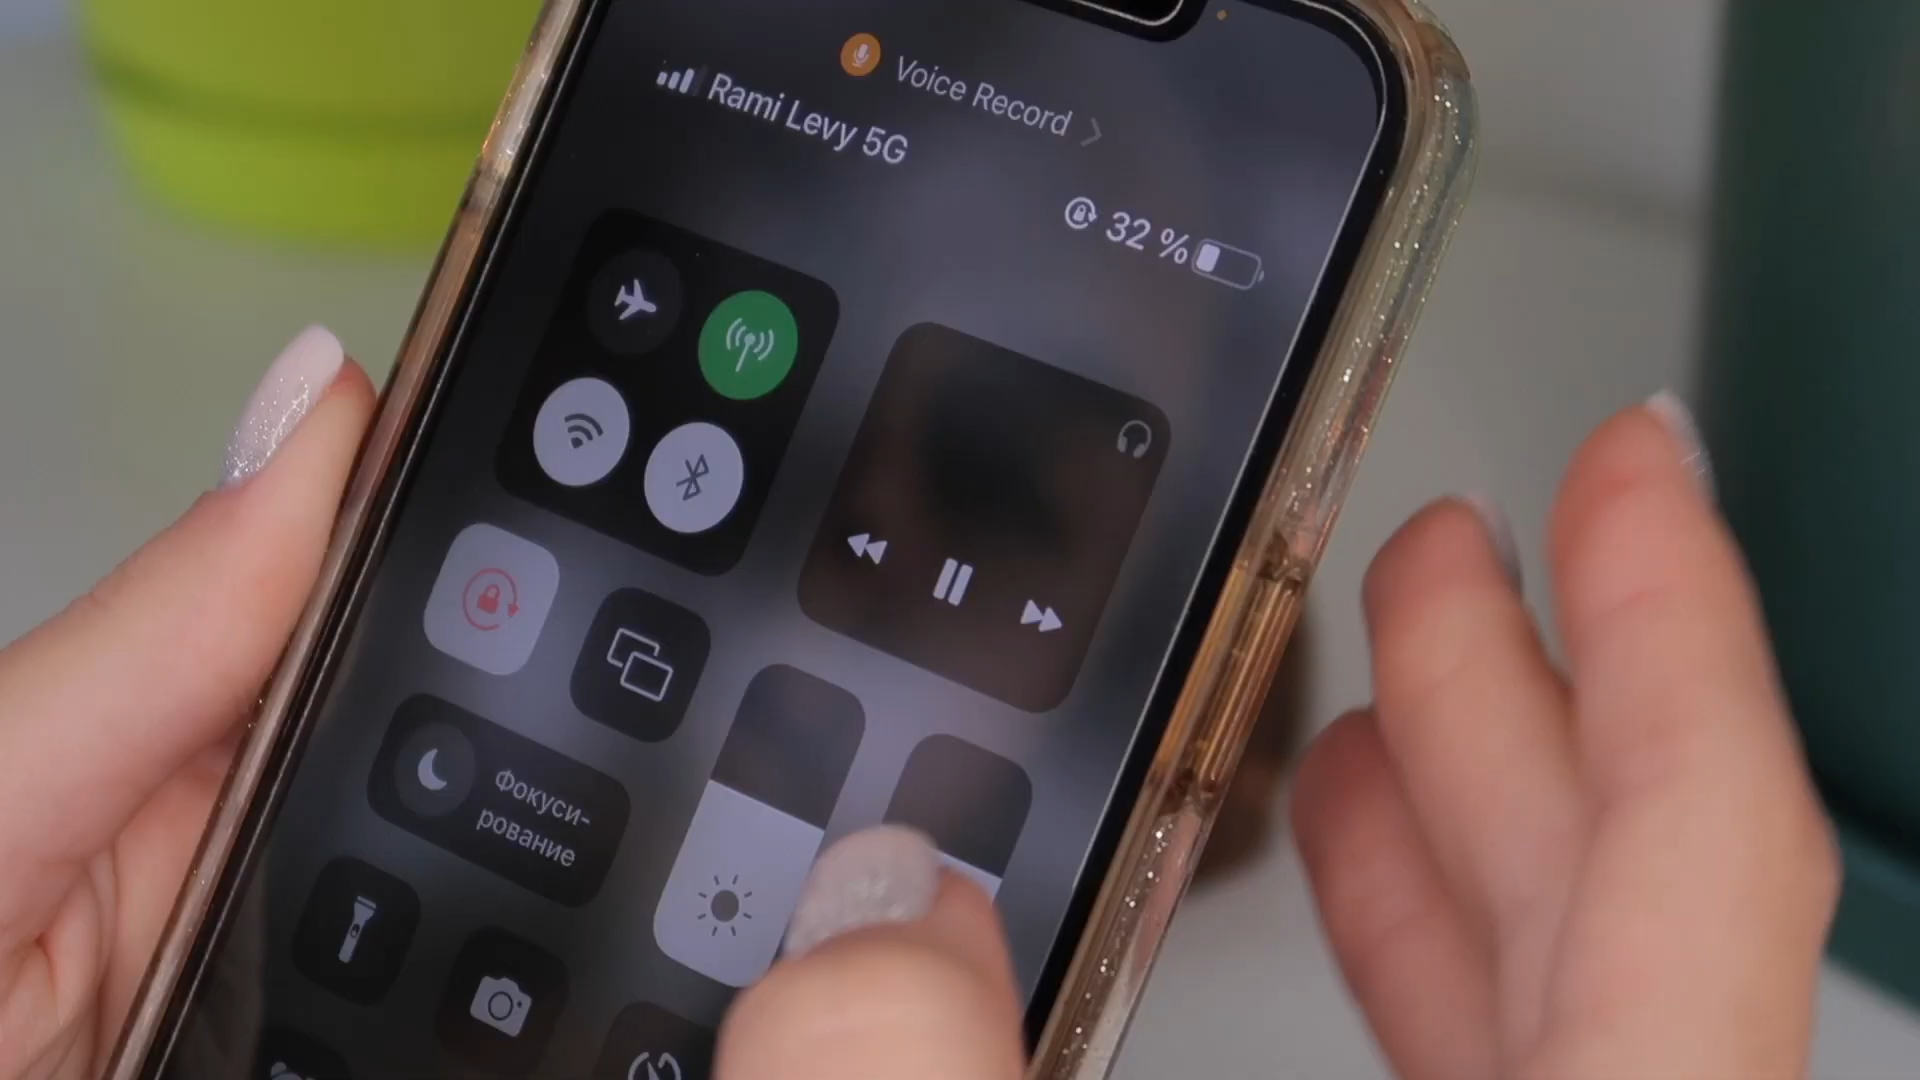 Voice Record
Rami Levy 5G
32 %
Фокуси-
рование